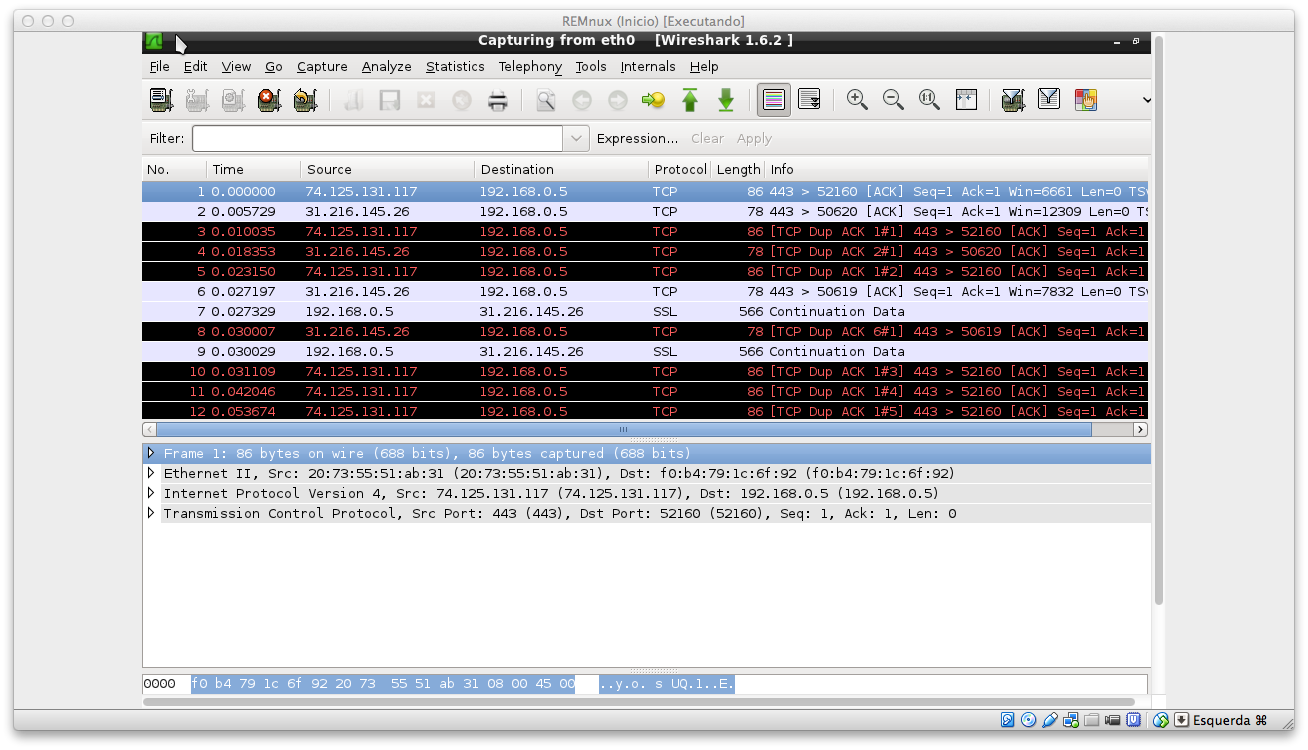 REMnux (Inicio) [Executando]
Capturing from eth0 [Wireshark 1.6.2 ]
File Edit View Go Capture Analyze Statistics Telephony Tools Internals Help
Filter: Expression... Clear Apply
No. Time Source Destination Protocol Length Info
1 0.000000 74.125.131.117 192.168.0.5 TCP 86 443 > 52160 [ACK] Seq=1 Ack=1 Win=6661 Len=0 TSv
2 0.005729 31.216.145.26 192.168.0.5 TCP 78 443 > 50620 [ACK] Seq=1 Ack=1 Win=12309 Len=0 TS
3 0.010035 74.125.131.117 192.168.0.5 TCP 86 [TCP Dup ACK 1#1] 443 > 52160 [ACK] Seq=1 Ack=1
4 0.018353 31.216.145.26 192.168.0.5 TCP 78 [TCP Dup ACK 2#1] 443 > 50620 [ACK] Seq=1 Ack=1
5 0.023150 74.125.131.117 192.168.0.5 TCP 86 [TCP Dup ACK 1#2] 443 > 52160 [ACK] Seq=1 Ack=1
6 0.027197 31.216.145.26 192.168.0.5 TCP 78 443 > 50619 [ACK] Seq=1 Ack=1 Win=7832 Len=0 TSv
7 0.027329 192.168.0.5 31.216.145.26 SSL 566 Continuation Data
8 0.030007 31.216.145.26 192.168.0.5 TCP 78 [TCP Dup ACK 6#1] 443 > 50619 [ACK] Seq=1 Ack=1
9 0.030029 192.168.0.5 31.216.145.26 SSL 566 Continuation Data
10 0.031109 74.125.131.117 192.168.0.5 TCP 86 [TCP Dup ACK 1#3] 443 > 52160 [ACK] Seq=1 Ack=1
11 0.042046 74.125.131.117 192.168.0.5 TCP 86 [TCP Dup ACK 1#4] 443 > 52160 [ACK] Seq=1 Ack=1
12 0.053674 74.125.131.117 192.168.0.5 TCP 86 [TCP Dup ACK 1#5] 443 > 52160 [ACK] Seq=1 Ack=1
Frame 1: 86 bytes on wire (688 bits), 86 bytes captured (688 bits)
Ethernet II, Src: 20:73:55:51:ab:31 (20:73:55:51:ab:31), Dst: f0:b4:79:1c:6f:92 (f0:b4:79:1c:6f:92)
Internet Protocol Version 4, Src: 74.125.131.117 (74.125.131.117), Dst: 192.168.0.5 (192.168.0.5)
Transmission Control Protocol, Src Port: 443 (443), Dst Port: 52160 (52160), Seq: 1, Ack: 1, Len: 0
0000 f0 b4 79 1c 6f 92 20 73 55 51 ab 31 08 00 45 00 ..y.o. s UQ.1..E.
Esquerda ⌘